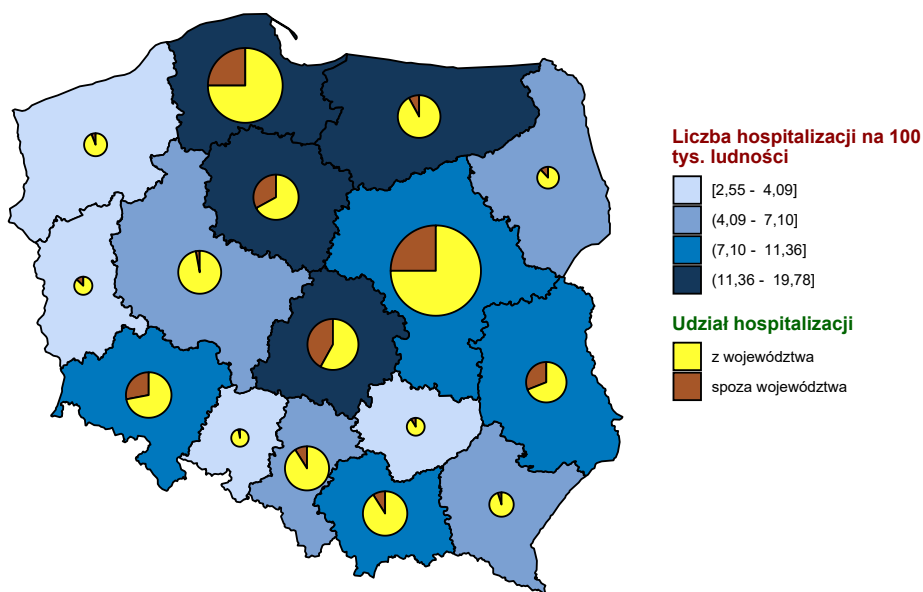 Liczba hospitalizacji na 100
tys. ludności
[2,55 - 4,09]
(4,09 - 7,10]
(7,10 - 11,36]
(11,36 - 19,78]
Udział hospitalizacji
z województwa
spoza województwa